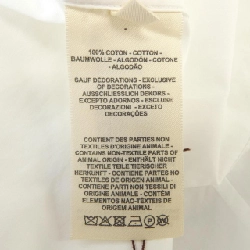 100% COTON - COTTON -
BAUMWOLLE - ALGODÓN - COTONE
- ALGODÃO
SAUF DECORATIONS - EXCLUSIVE
OF DECORATIONS -
AUSSCHLIESSLICH DEKORS -
EXCEPTO ADORNOS - ESCLUSE
DECORAZIONI - EXCETO
DECORAÇÕES
CONTIENT DES PARTIES NON
TEXTILES D'ORIGINE ANIMALE -
CONTAINS NON-TEXTILE PARTS OF
ANIMAL ORIGIN - ENTHÄLT NICHT
TEXTILE TEILE TIERISCHER
HERKUNFT - CONTIENE PARTES NO
TEXTILES DE ORIGEN ANIMAL -
CONTIENE PARTI NON TESSILI DI
ORIGINE ANIMALE - CONTÉM
ELEMENTOS NÃO-TÊXTEIS DE
ORIGEM ANIMAL